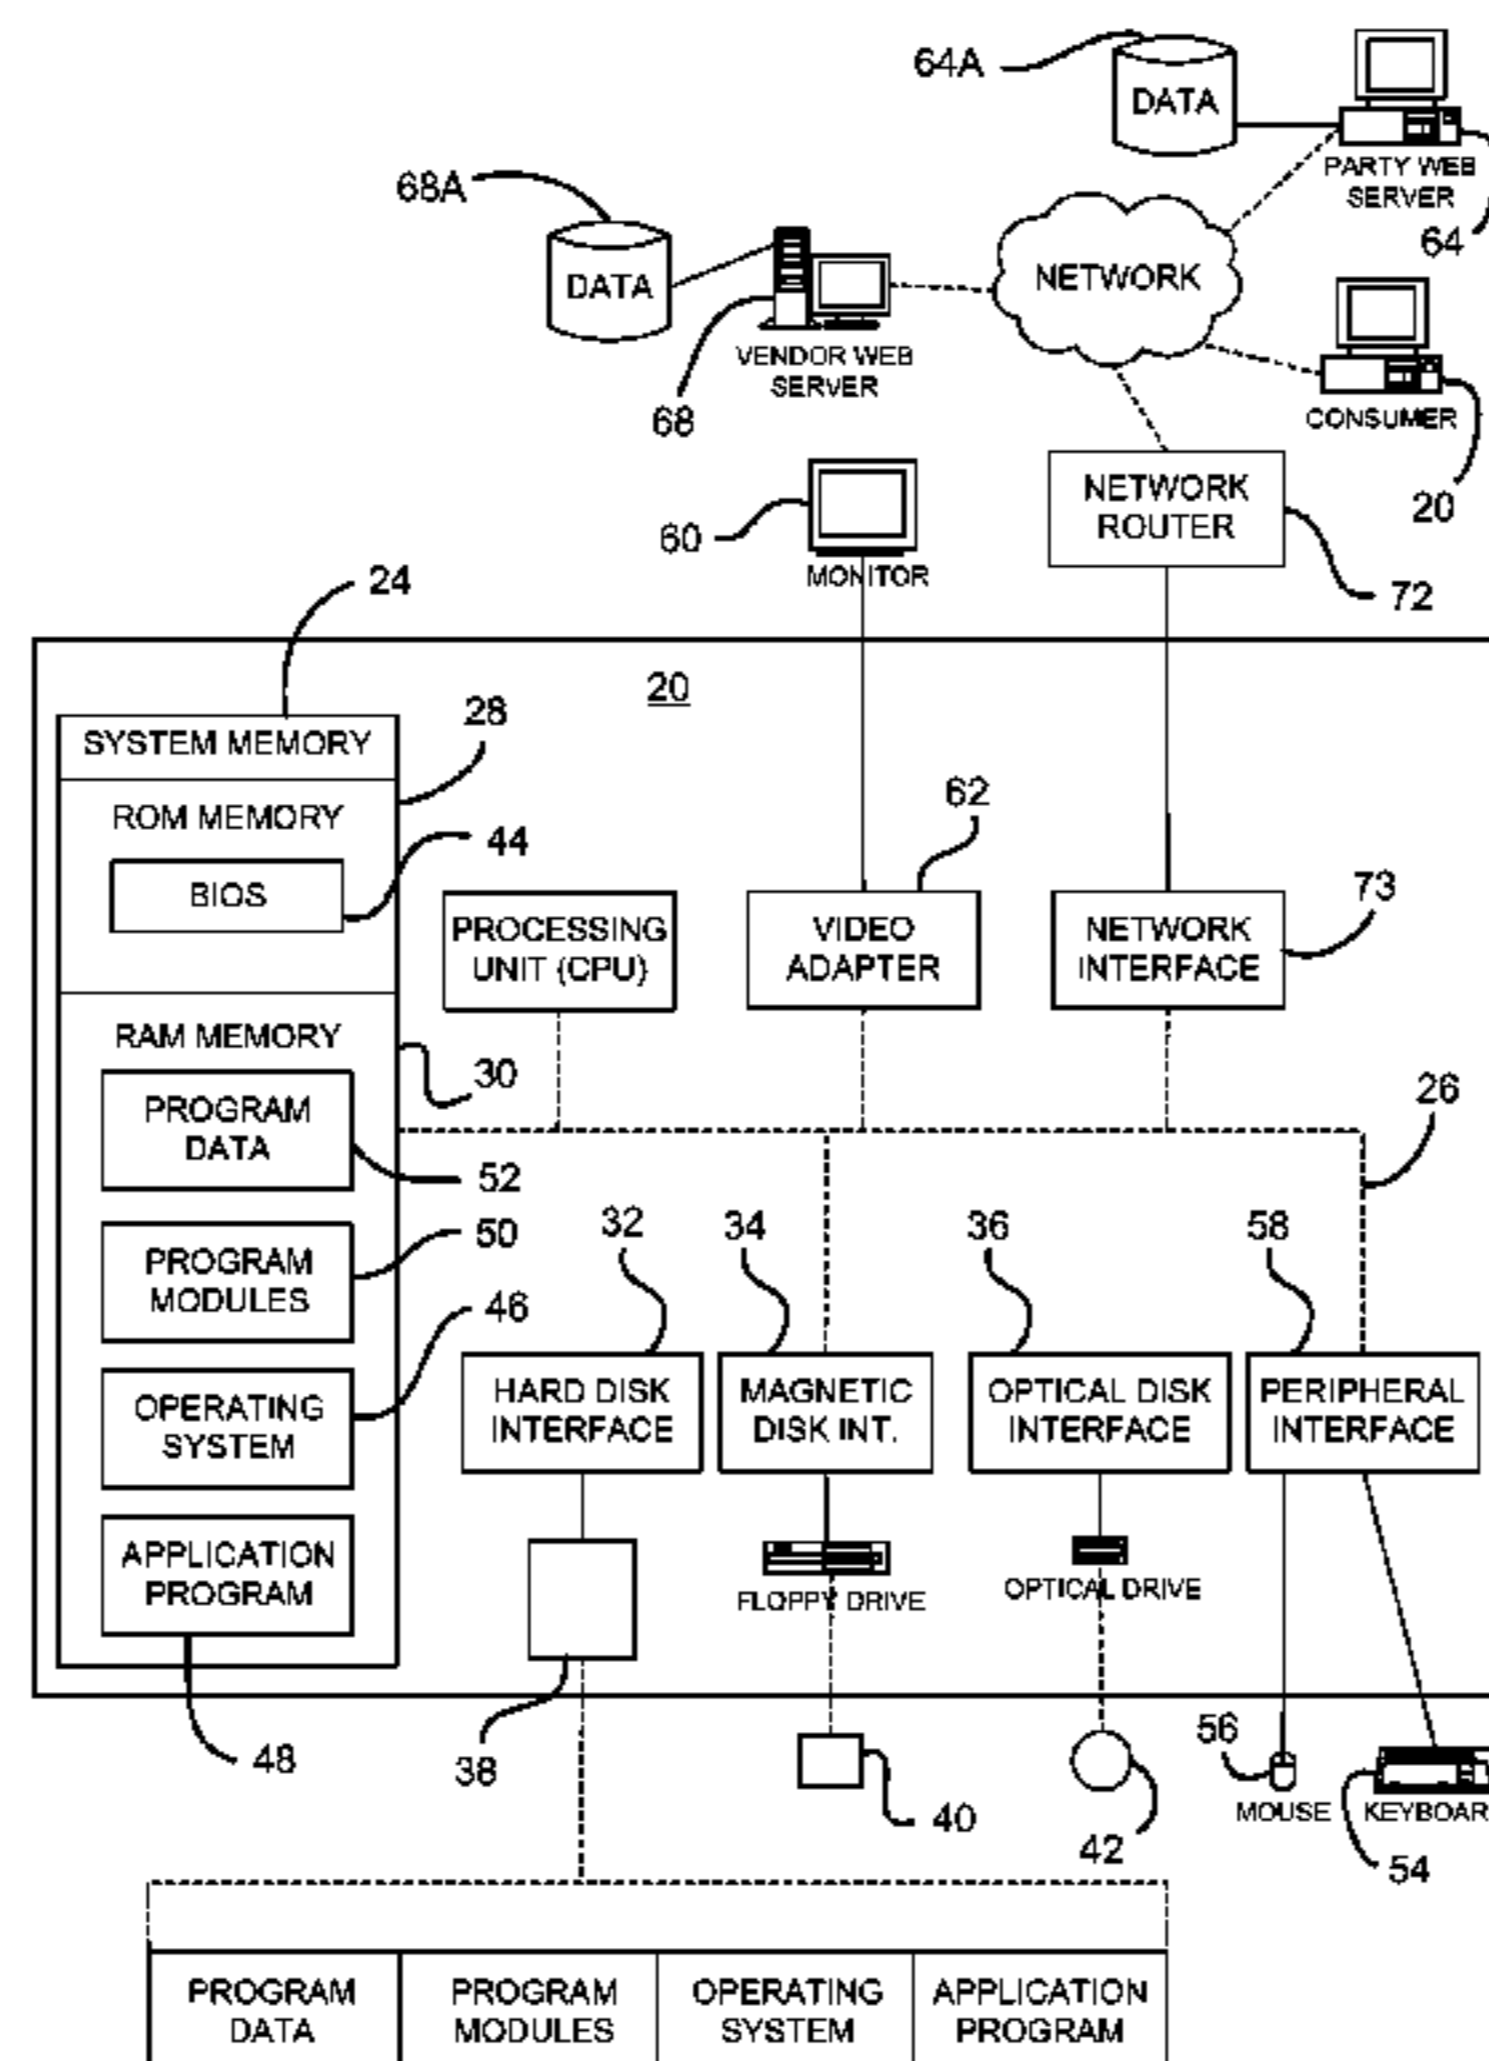 64A
DATA
PARTY WEB
SERVER
64
68A
DATA
NETWORK
VENDOR WEB
SERVER
68
CONSUMER
20
60
MONITOR
NETWORK
ROUTER
72
24
20
28
SYSTEM MEMORY
ROM MEMORY
44
BIOS
62
73
PROCESSING
UNIT (CPU)
VIDEO
ADAPTER
NETWORK
INTERFACE
RAM MEMORY
30
26
PROGRAM
DATA
52
50
PROGRAM
MODULES
46
32
34
36
58
OPERATING
SYSTEM
HARD DISK
INTERFACE
MAGNETIC
DISK INT.
OPTICAL DISK
INTERFACE
PERIPHERAL
INTERFACE
APPLICATION
PROGRAM
48
38
FLOPPY DRIVE
OPTICAL DRIVE
40
42
56
MOUSE
KEYBOAR
54
PROGRAM
DATA
PROGRAM
MODULES
OPERATING
SYSTEM
APPLICATION
PROGRAM